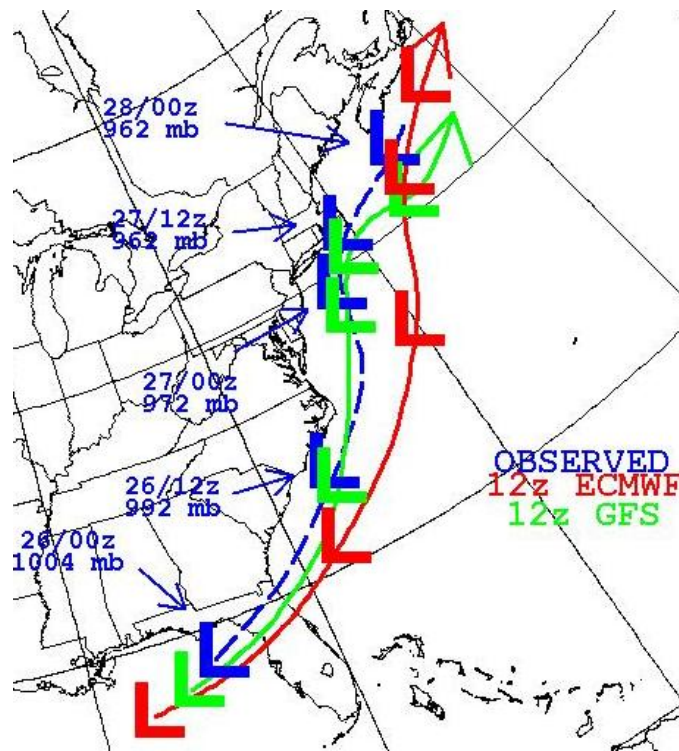 28/00z
962 mb
27/12z
962 mb
27/00z
972 mb
26/12z
992 mb
26/00z
1004 mb
OBSERVED
12z ECMWF
12z GFS
L
L
L
L
L
L
L
L
L
L
L
L
L
L